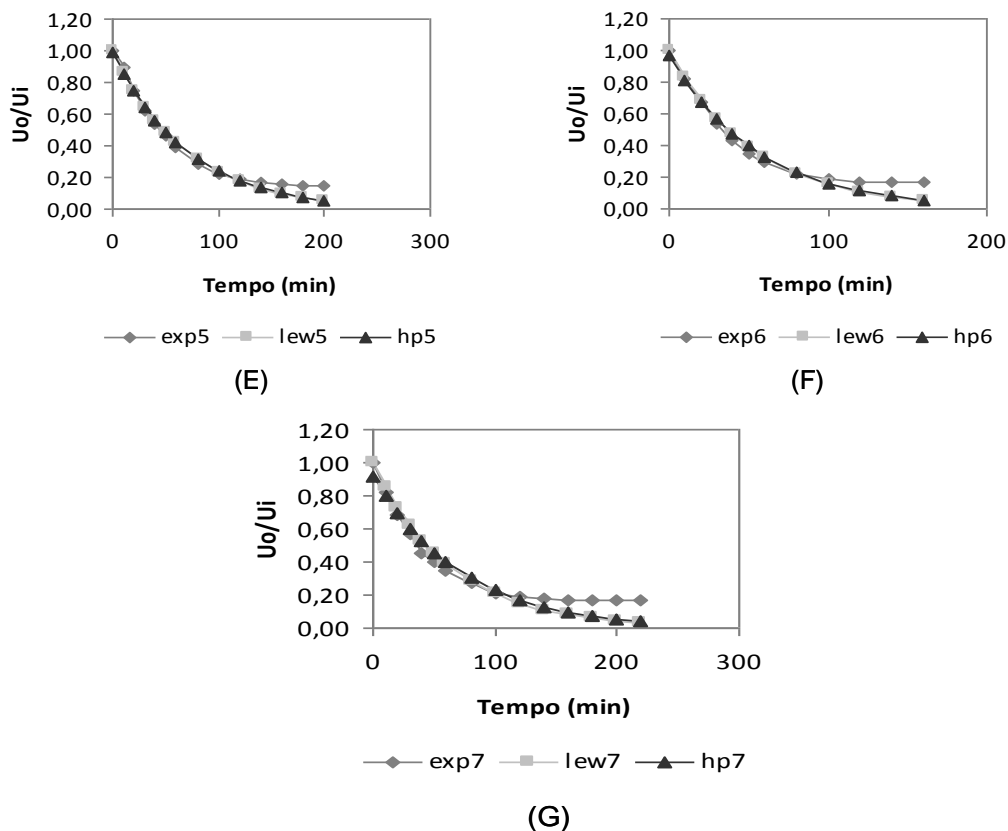 1,20
1,00
0,80
0,60
0,40
0,20
0,00
Uo/Ui
0 100 200 300
Tempo (min)
exp5 lew5 hp5
(E)
1,20
1,00
0,80
0,60
0,40
0,20
0,00
Uo/Ui
0 100 200
Tempo (min)
exp6 lew6 hp6
(F)
1,20
1,00
0,80
0,60
0,40
0,20
0,00
Uo/Ui
0 100 200 300
Tempo (min)
exp7 lew7 hp7
(G)